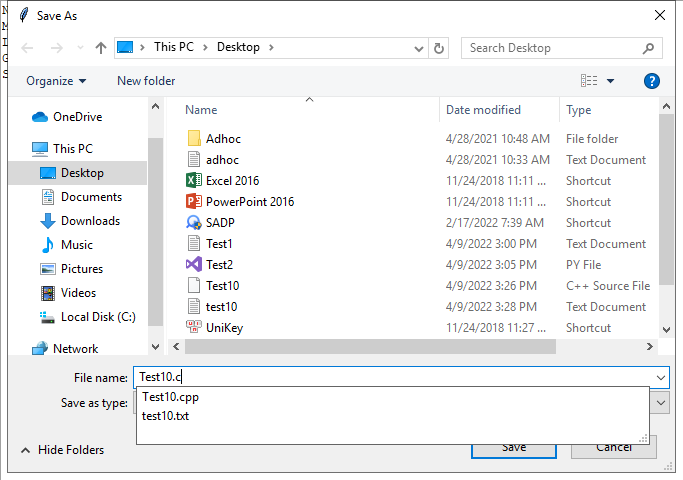 N
Save As
M
I
G
S
This PC > Desktop >
Search Desktop
Organize
New folder
?
Name Date modified Type
OneDrive
This PC
Desktop
Documents
Downloads
Music
Pictures
Videos
Local Disk (C:)
Network
Adhoc 4/28/2021 10:48 AM File folder
adhoc 4/28/2021 10:33 AM Text Document
Excel 2016 11/24/2018 11:11 ... Shortcut
PowerPoint 2016 11/24/2018 11:11 ... Shortcut
SADP 2/17/2022 7:39 AM Shortcut
Test1 4/9/2022 3:00 PM Text Document
Test2 4/9/2022 3:05 PM PY File
Test10 4/9/2022 3:26 PM C++ Source File
test10 4/9/2022 3:28 PM Text Document
UniKey 11/24/2018 11:27 ... Shortcut
File name: Test10.c
Save as type:
Test10.cpp
test10.txt
Hide Folders
Save
Cancel